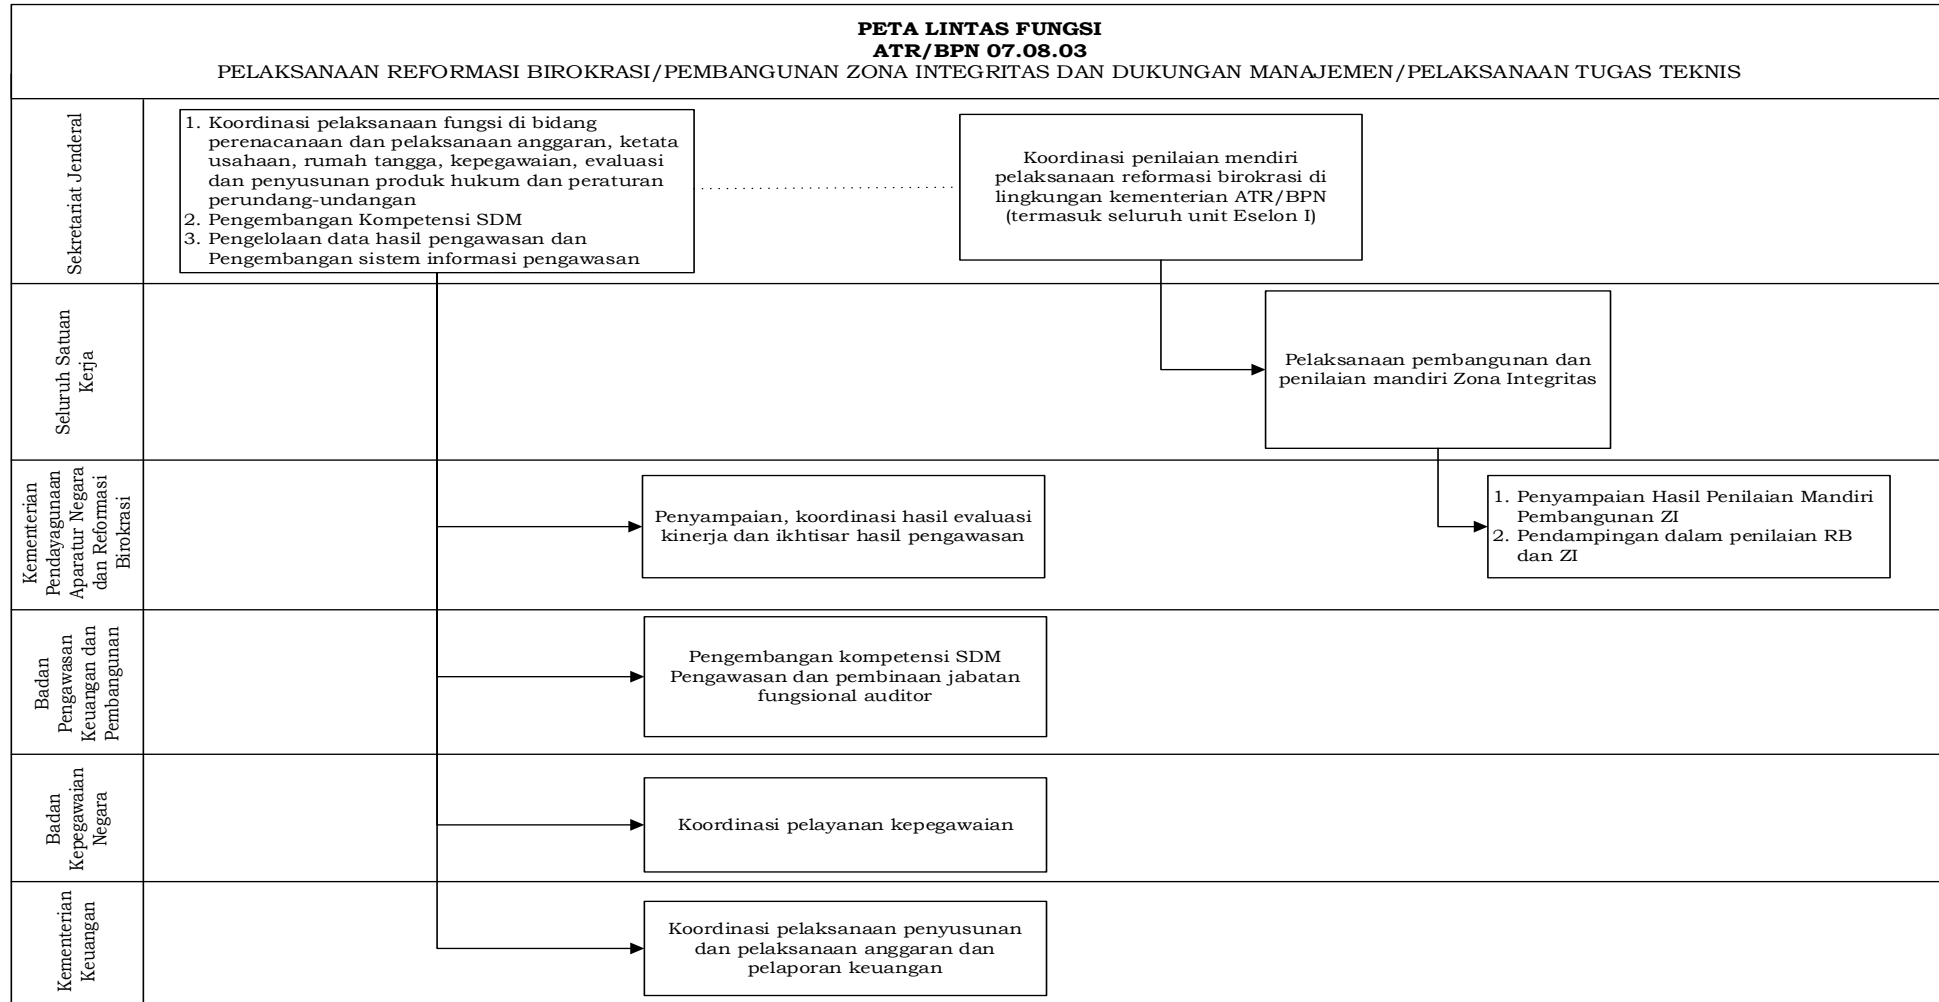 PETA LINTAS FUNGSI
ATR/BPN 07.08.03
PELAKSANAAN REFORMASI BIROKRASI/PEMBANGUNAN ZONA INTEGRITAS DAN DUKUNGAN MANAJEMEN/PELAKSANAAN TUGAS TEKNIS
Sekretariat Jenderal
1. Koordinasi pelaksanaan fungsi di bidang
perenacanaan dan pelaksanaan anggaran, ketata
usahaan, rumah tangga, kepegawaian, evaluasi
dan penyusunan produk hukum dan peraturan
perundang-undangan
2. Pengembangan Kompetensi SDM
3. Pengelolaan data hasil pengawasan dan
Pengembangan sistem informasi pengawasan
Koordinasi penilaian mendiri
pelaksanaan reformasi birokrasi di
lingkungan kementerian ATR/BPN
(termasuk seluruh unit Eselon I)
Seluruh Satuan
Kerja
Pelaksanaan pembangunan dan
penilaian mandiri Zona Integritas
Kementerian
Pendayagunaan
Aparatur Negara
dan Reformasi
Birokrasi
Penyampaian, koordinasi hasil evaluasi
kinerja dan ikhtisar hasil pengawasan
1. Penyampaian Hasil Penilaian Mandiri
Pembangunan ZI
2. Pendampingan dalam penilaian RB
dan ZI
Badan
Pengawasan
Keuangan dan
Pembangunan
Pengembangan kompetensi SDM
Pengawasan dan pembinaan jabatan
fungsional auditor
Badan
Kepegawaian
Negara
Koordinasi pelayanan kepegawaian
Kementerian
Keuangan
Koordinasi pelaksanaan penyusunan
dan pelaksanaan anggaran dan
pelaporan keuangan